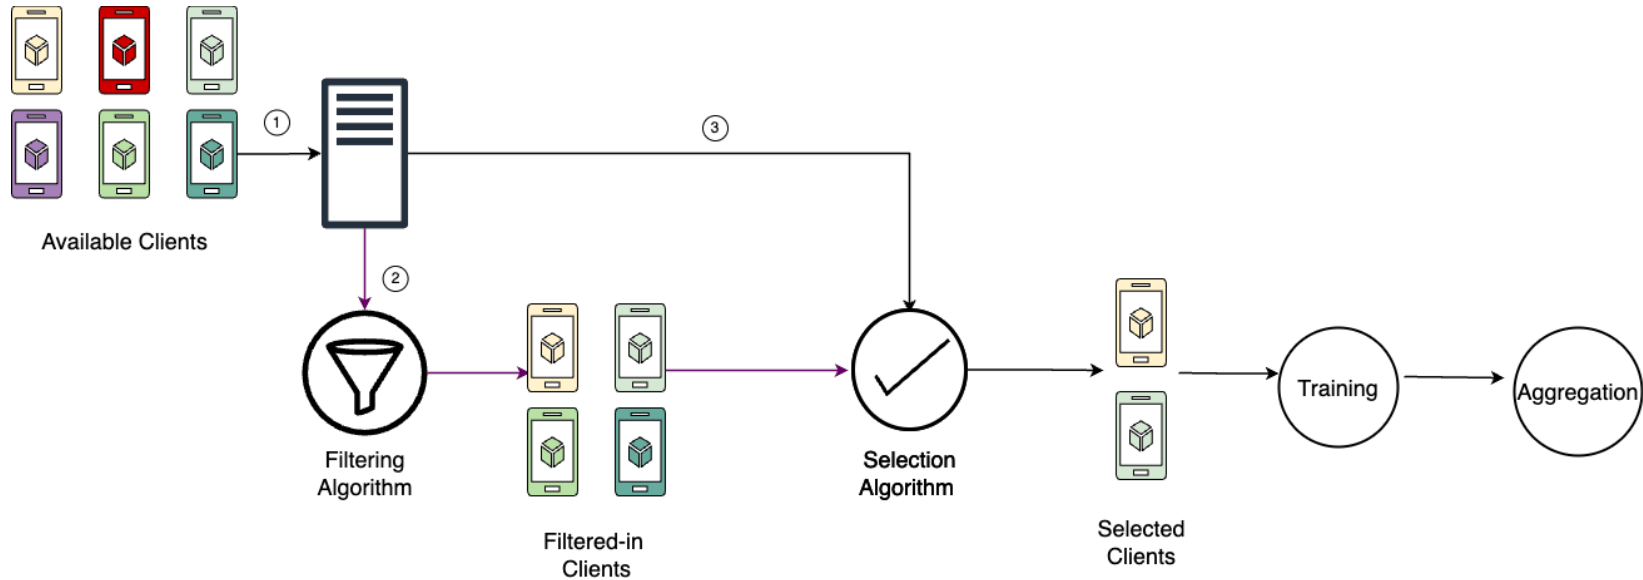 1
3
Available Clients
2
Filtering
Algorithm
Filtered-in
Clients
Selection
Algorithm
Selected
Clients
Training
Aggregation